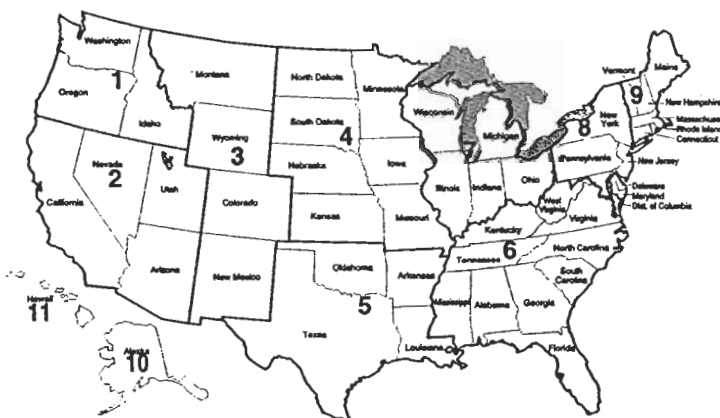 Washington
Montana
North Dakota
Minnesota
Vermont
Maine
1
9
Oregon
Idaho
South Dakota
4
Wisconsin
Michigan
8
New
York
New Hampshire
Massachuse
Rhode Island
Connecticut
Wyoming
3
Nebraska
Iowa
7
Pennsylvania
New Jersey
Nevada
2
Utah
Colorado
Kansas
Missouri
Illinois
Indiana
Ohio
West
Virginia
Virginia
Delaware
Maryland
Dist. of Columbia
California
Kentucky
6
Tennessee
North Carolina
South
Carolina
Arizona
New Mexico
Oklahoma
Arkansas
5
Mississippi
Alabama
Georgia
Hawaii
11
Texas
Louisiana
Florida
Alaska
10